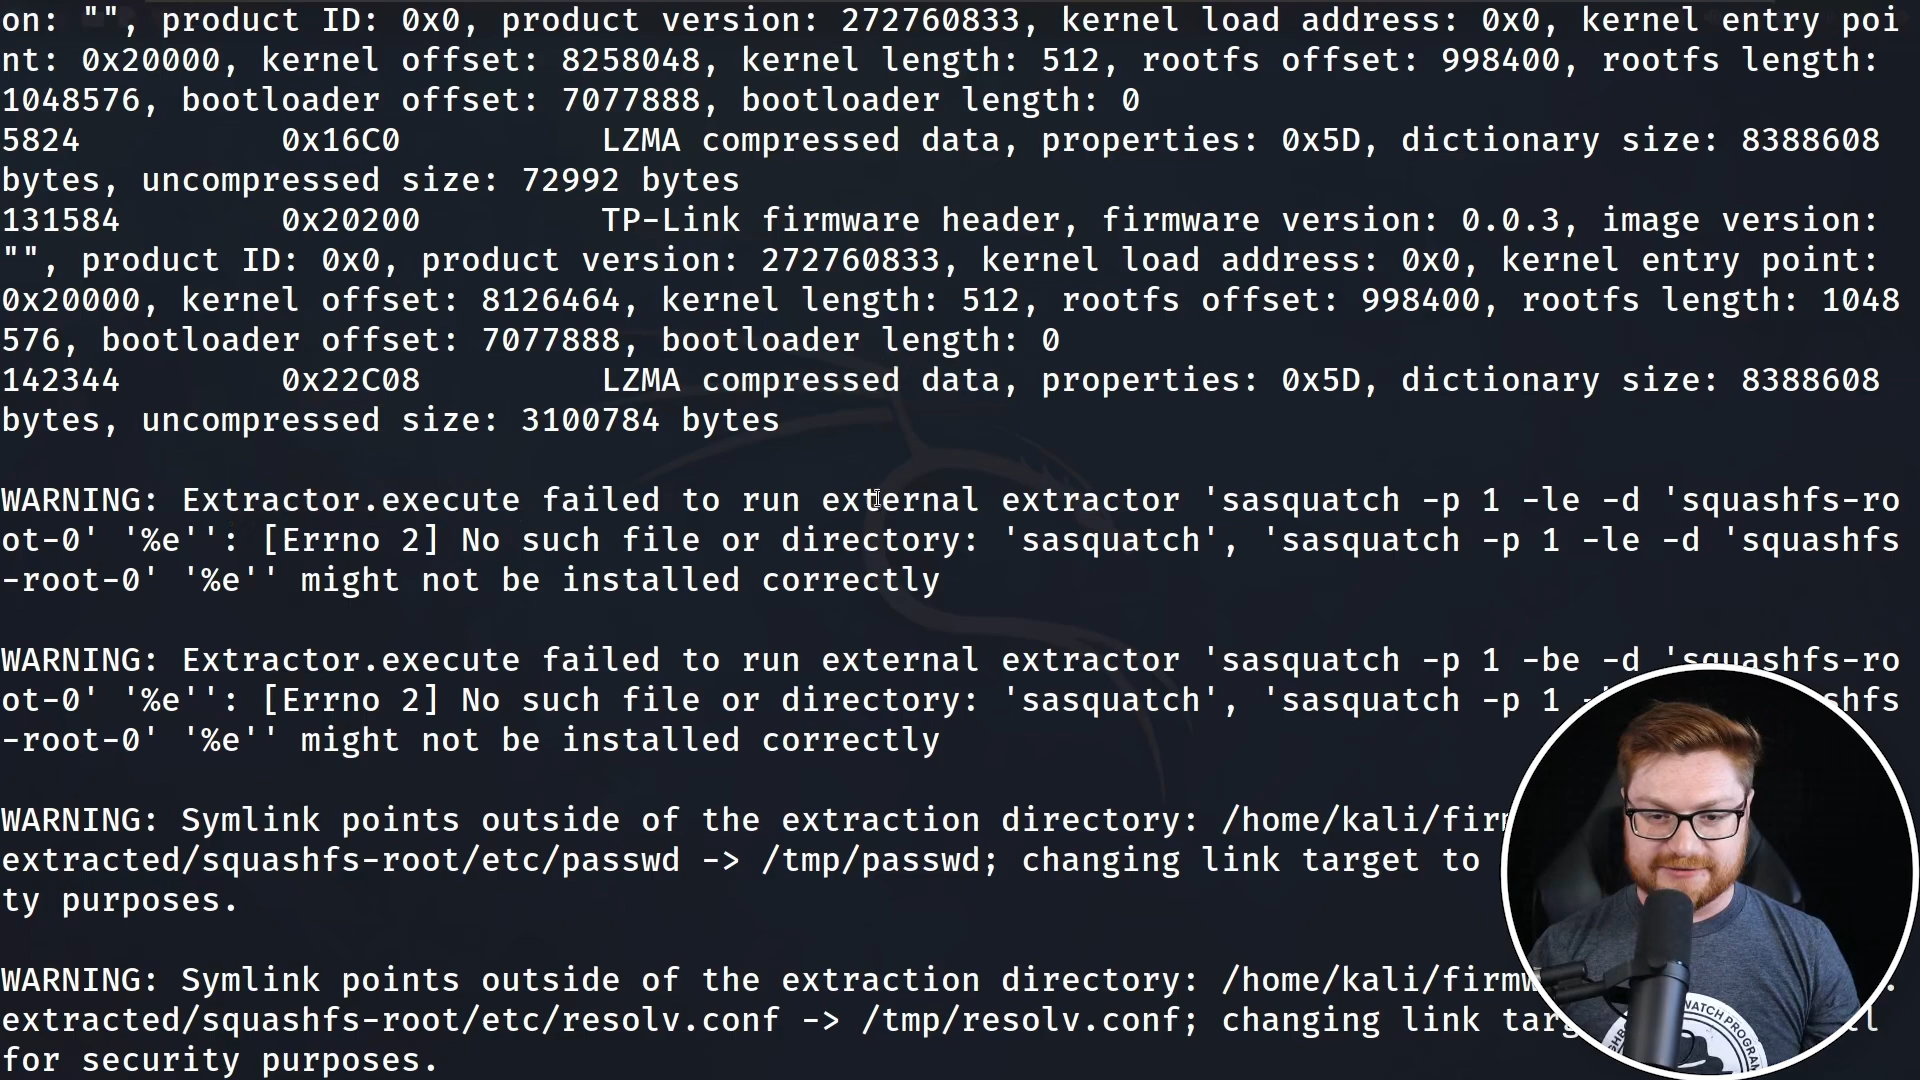 on: "", product ID: 0x0, product version: 272760833, kernel load address: 0x0, kernel entry poi
nt: 0x20000, kernel offset: 8258048, kernel length: 512, rootfs offset: 998400, rootfs length:
1048576, bootloader offset: 7077888, bootloader length: 0
5824          0x16C0          LZMA compressed data, properties: 0x5D, dictionary size: 8388608
bytes, uncompressed size: 72992 bytes
131584        0x20200         TP-Link firmware header, firmware version: 0.0.3, image version:
"", product ID: 0x0, product version: 272760833, kernel load address: 0x0, kernel entry point:
0x20000, kernel offset: 8126464, kernel length: 512, rootfs offset: 998400, rootfs length: 1048
576, bootloader offset: 7077888, bootloader length: 0
142344        0x22C08         LZMA compressed data, properties: 0x5D, dictionary size: 8388608
bytes, uncompressed size: 3100784 bytes
WARNING: Extractor.execute failed to run external extractor 'sasquatch -p 1 -le -d 'squashfs-ro
ot-0' '%e'': [Errno 2] No such file or directory: 'sasquatch', 'sasquatch -p 1 -le -d 'squashfs
-root-0' '%e'' might not be installed correctly
WARNING: Extractor.execute failed to run external extractor 'sasquatch -p 1 -be -d 'squashfs-ro
ot-0' '%e'': [Errno 2] No such file or directory: 'sasquatch', 'sasquatch -p 1
-root-0' '%e'' might not be installed correctly
WARNING: Symlink points outside of the extraction directory: /home/kali/firm
extracted/squashfs-root/etc/passwd -> /tmp/passwd; changing link target to
ty purposes.
WARNING: Symlink points outside of the extraction directory: /home/kali/firmw
extracted/squashfs-root/etc/resolv.conf -> /tmp/resolv.conf; changing link
for security purposes.